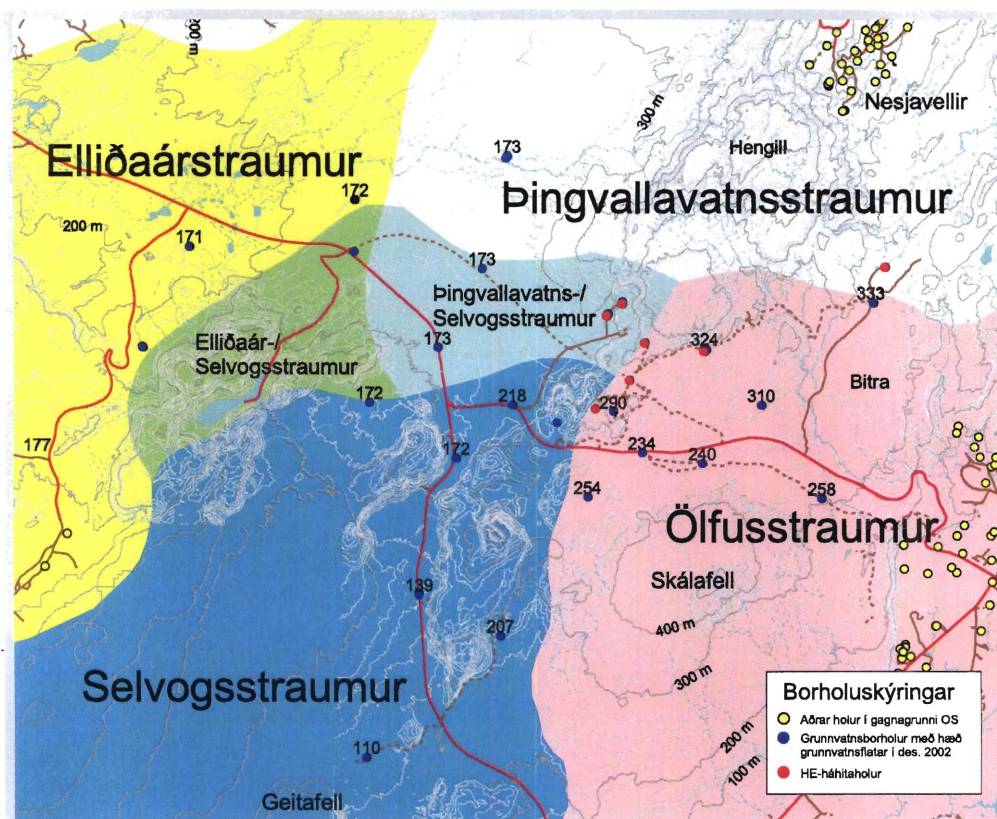 200 m
Nesjavellir
300 m
Hengill
Elliðaárstraumur
173
172
Þingvallavatnsstraumur
200 m
171
173
Þingvallavatns-/
Selvogsstraumur
333
Elliðaár-/
Selvogsstraumur
173
324
Bitra
172
218
290
310
177
172
234
240
254
258
Ölfusstraumur
Skálafell
139
207
400 m
300 m
Selvogsstraumur
200 m
100 m
110
Geitafell
Borholuskýringar
Aðrar holur í gagnagrunni OS
Grunnvatnsborholur með hæð
grunnvatnsflatar í des. 2002
HE-háhitaholur